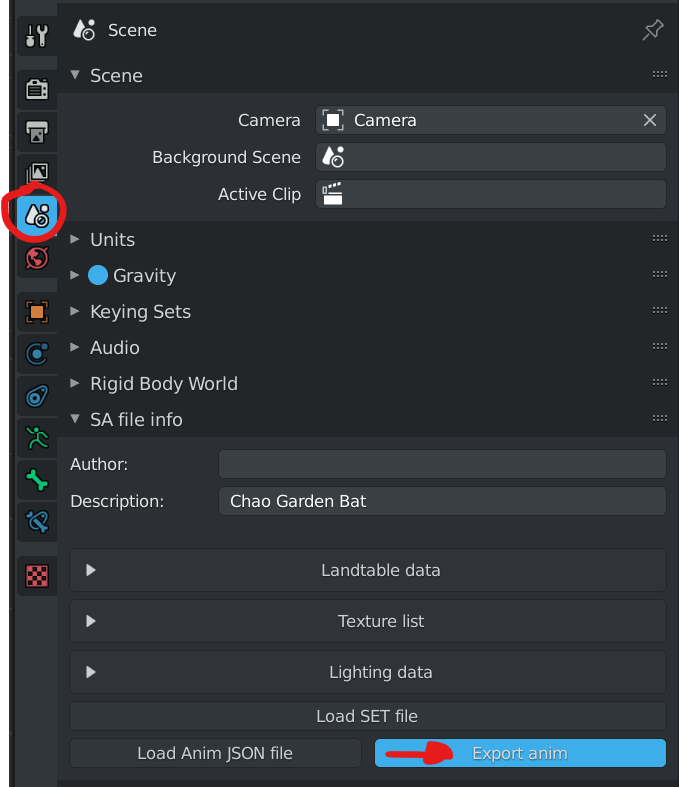 Scene
Scene
Camera Camera
Background Scene
Active Clip
Units
Gravity
Keying Sets
Audio
Rigid Body World
SA file info
Author:
Description: Chao Garden Bat
Landtable data
Texture list
Lighting data
Load SET file
Load Anim JSON file Export anim